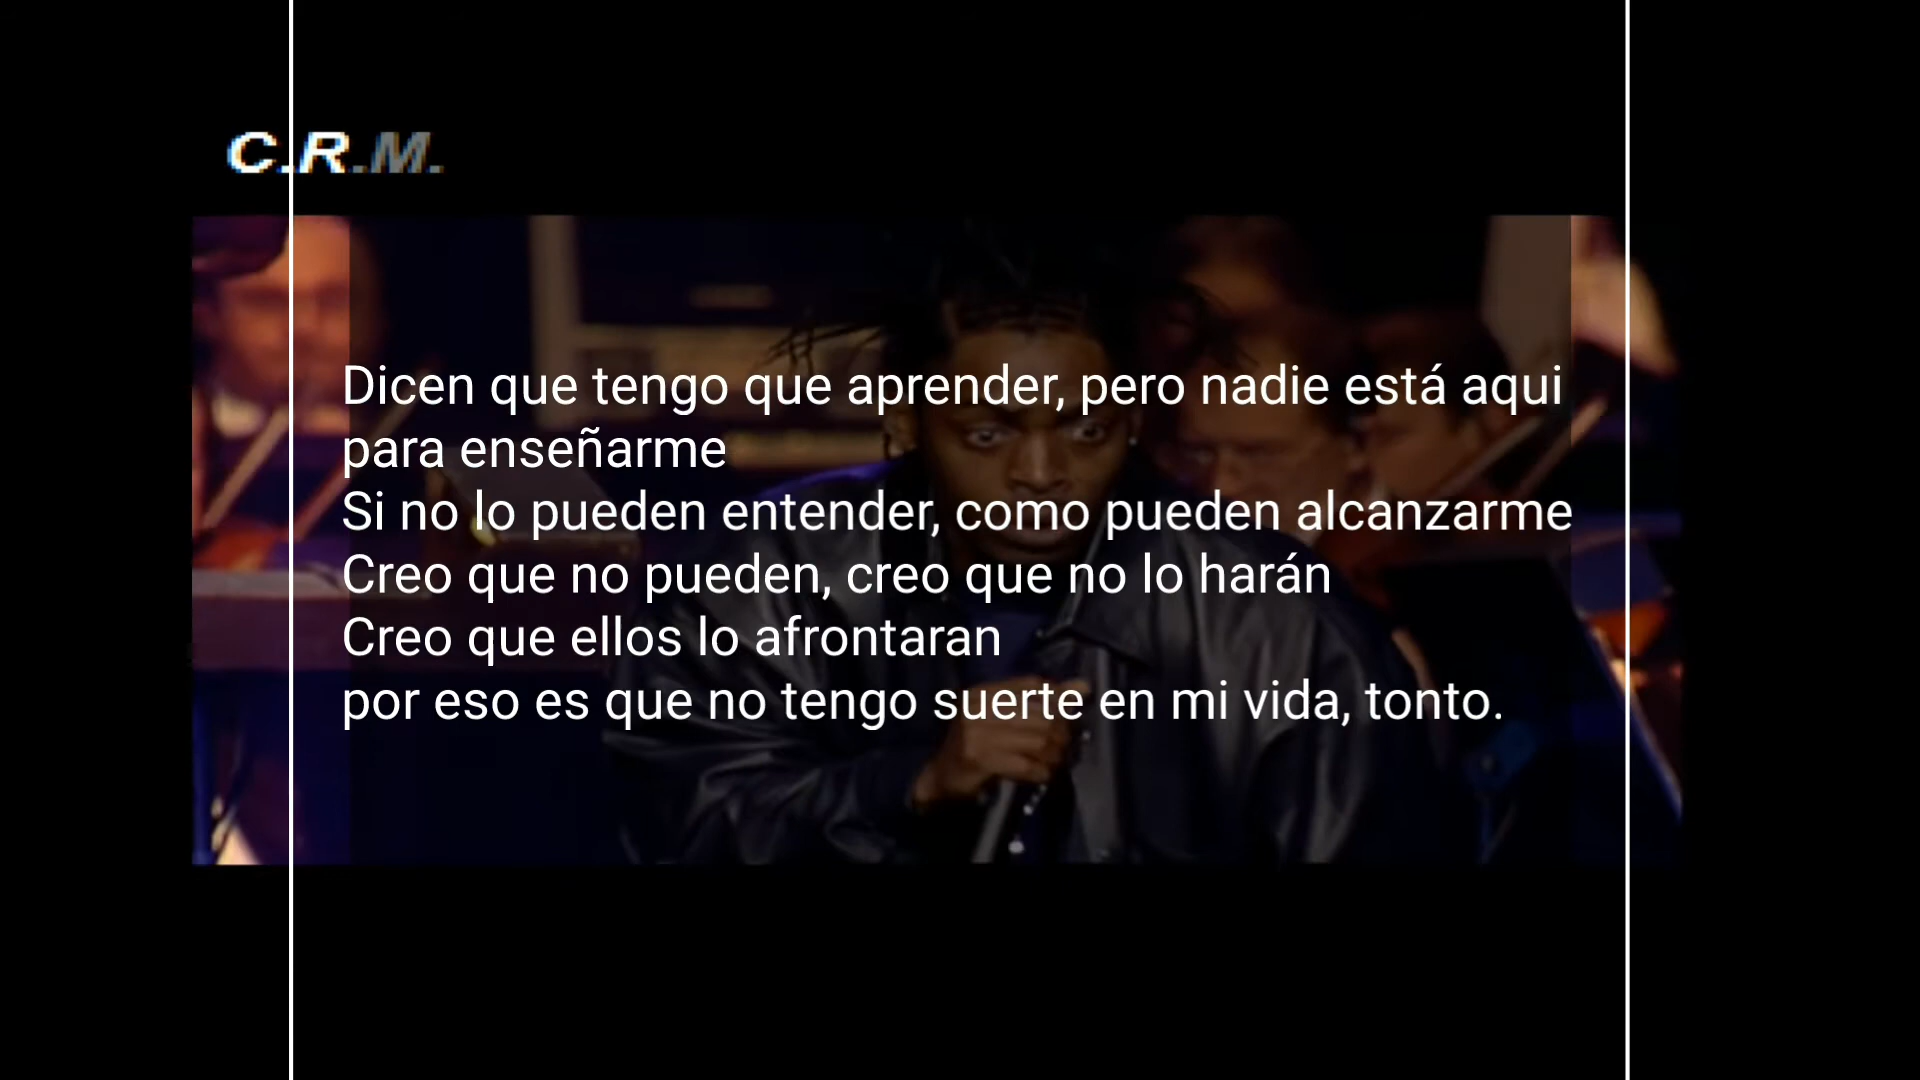 C.R.M.
Dicen que tengo que aprender, pero nadie está aqui
para enseñarme
Si no lo pueden entender, como pueden alcanzarme
Creo que no pueden, creo que no lo harán
Creo que ellos lo afrontaran
por eso es que no tengo suerte en mi vida, tonto.